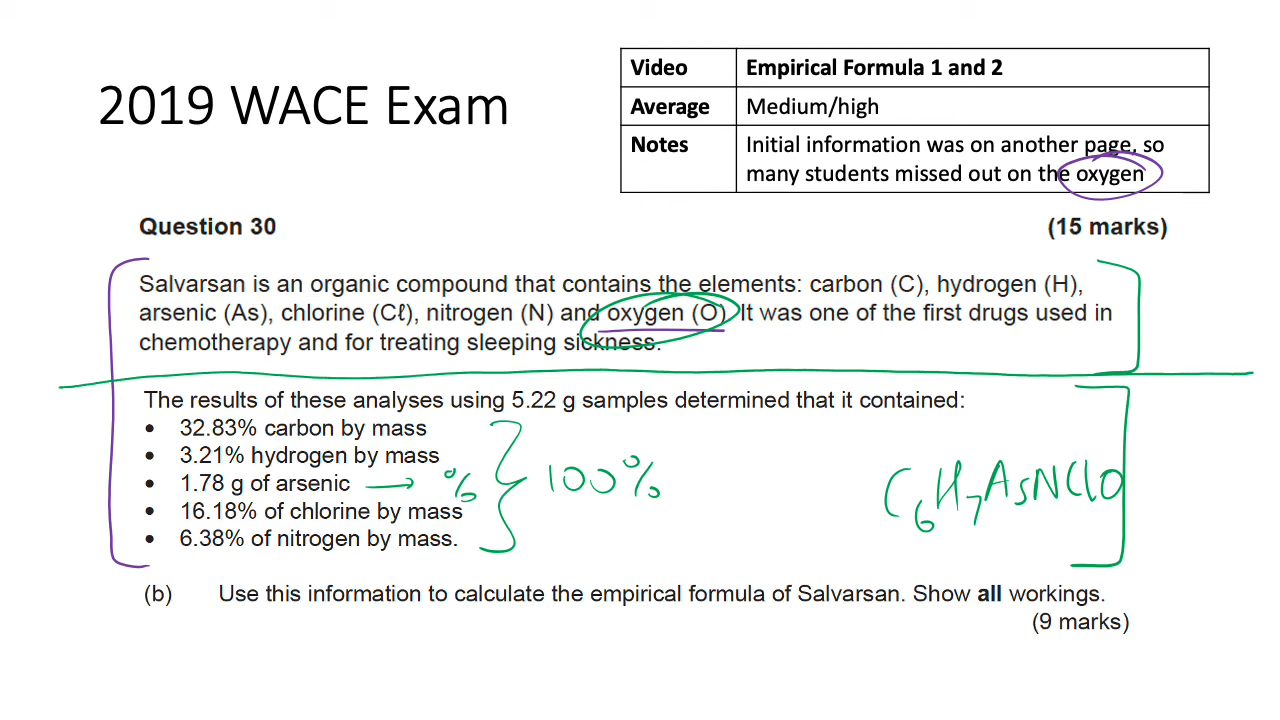 2019 WACE Exam
Video Empirical Formula 1 and 2
Average Medium/high
Notes Initial information was on another page, so
many students missed out on the oxygen
Question 30 (15 marks)
Salvarsan is an organic compound that contains the elements: carbon (C), hydrogen (H),
arsenic (As), chlorine (Cℓ), nitrogen (N) and oxygen (O). It was one of the first drugs used in
chemotherapy and for treating sleeping sickness.
The results of these analyses using 5.22 g samples determined that it contained:
• 32.83% carbon by mass
• 3.21% hydrogen by mass
• 1.78 g of arsenic → % } 100%
• 16.18% of chlorine by mass
• 6.38% of nitrogen by mass.
C6H7AsNClO
(b) Use this information to calculate the empirical formula of Salvarsan. Show all workings.
(9 marks)